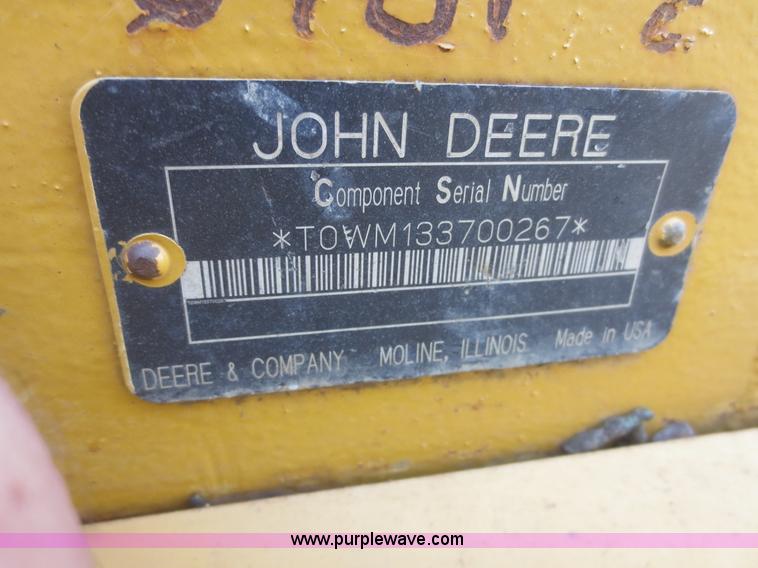 JOHN DEERE
Component Serial Number
*T0WM133700267*
DEERE & COMPANY MOLINE, ILLINOIS Made in USA
www.purplewave.com